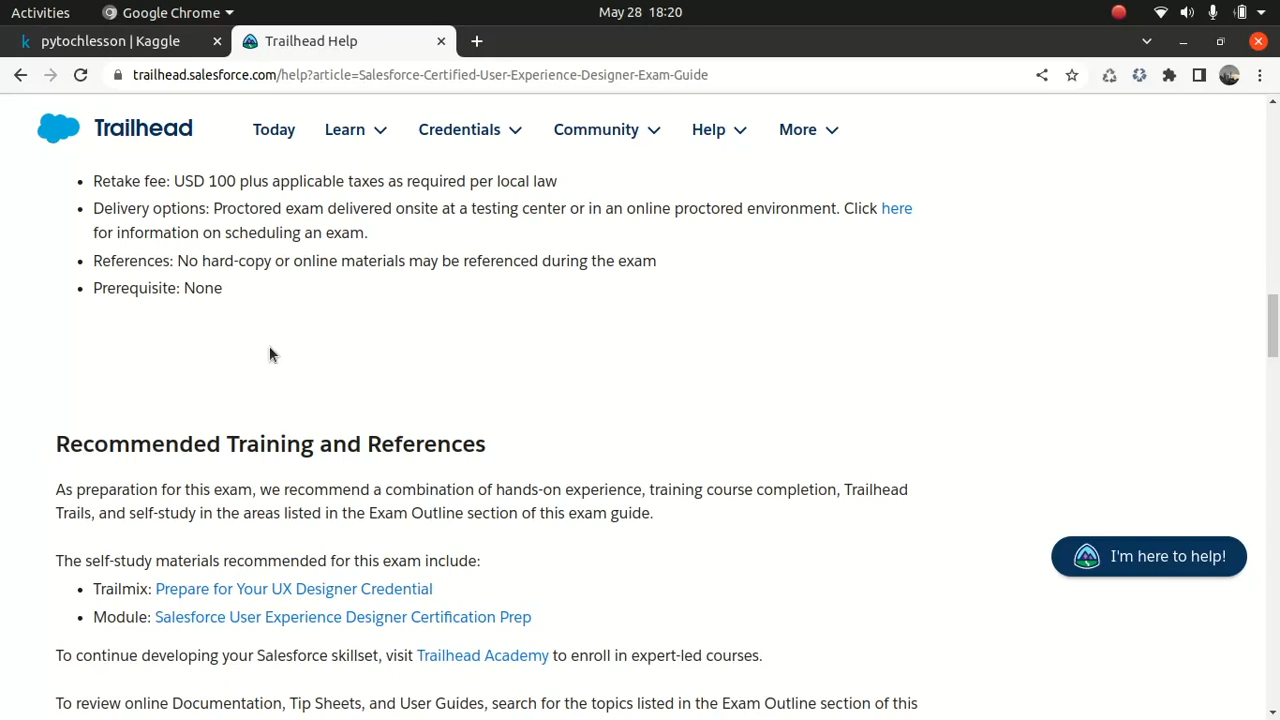 Activities
Google Chrome
May 28 18:20
pytochlesson | Kaggle
Trailhead Help
trailhead.salesforce.com/help?article=Salesforce-Certified-User-Experience-Designer-Exam-Guide
Trailhead
Today Learn Credentials Community Help More
• Retake fee: USD 100 plus applicable taxes as required per local law
• Delivery options: Proctored exam delivered onsite at a testing center or in an online proctored environment. Click here
for information on scheduling an exam.
• References: No hard-copy or online materials may be referenced during the exam
• Prerequisite: None
Recommended Training and References
As preparation for this exam, we recommend a combination of hands-on experience, training course completion, Trailhead
Trails, and self-study in the areas listed in the Exam Outline section of this exam guide.
I'm here to help!
The self-study materials recommended for this exam include:
• Trailmix: Prepare for Your UX Designer Credential
• Module: Salesforce User Experience Designer Certification Prep
To continue developing your Salesforce skillset, visit Trailhead Academy to enroll in expert-led courses.
To review online Documentation, Tip Sheets, and User Guides, search for the topics listed in the Exam Outline section of this